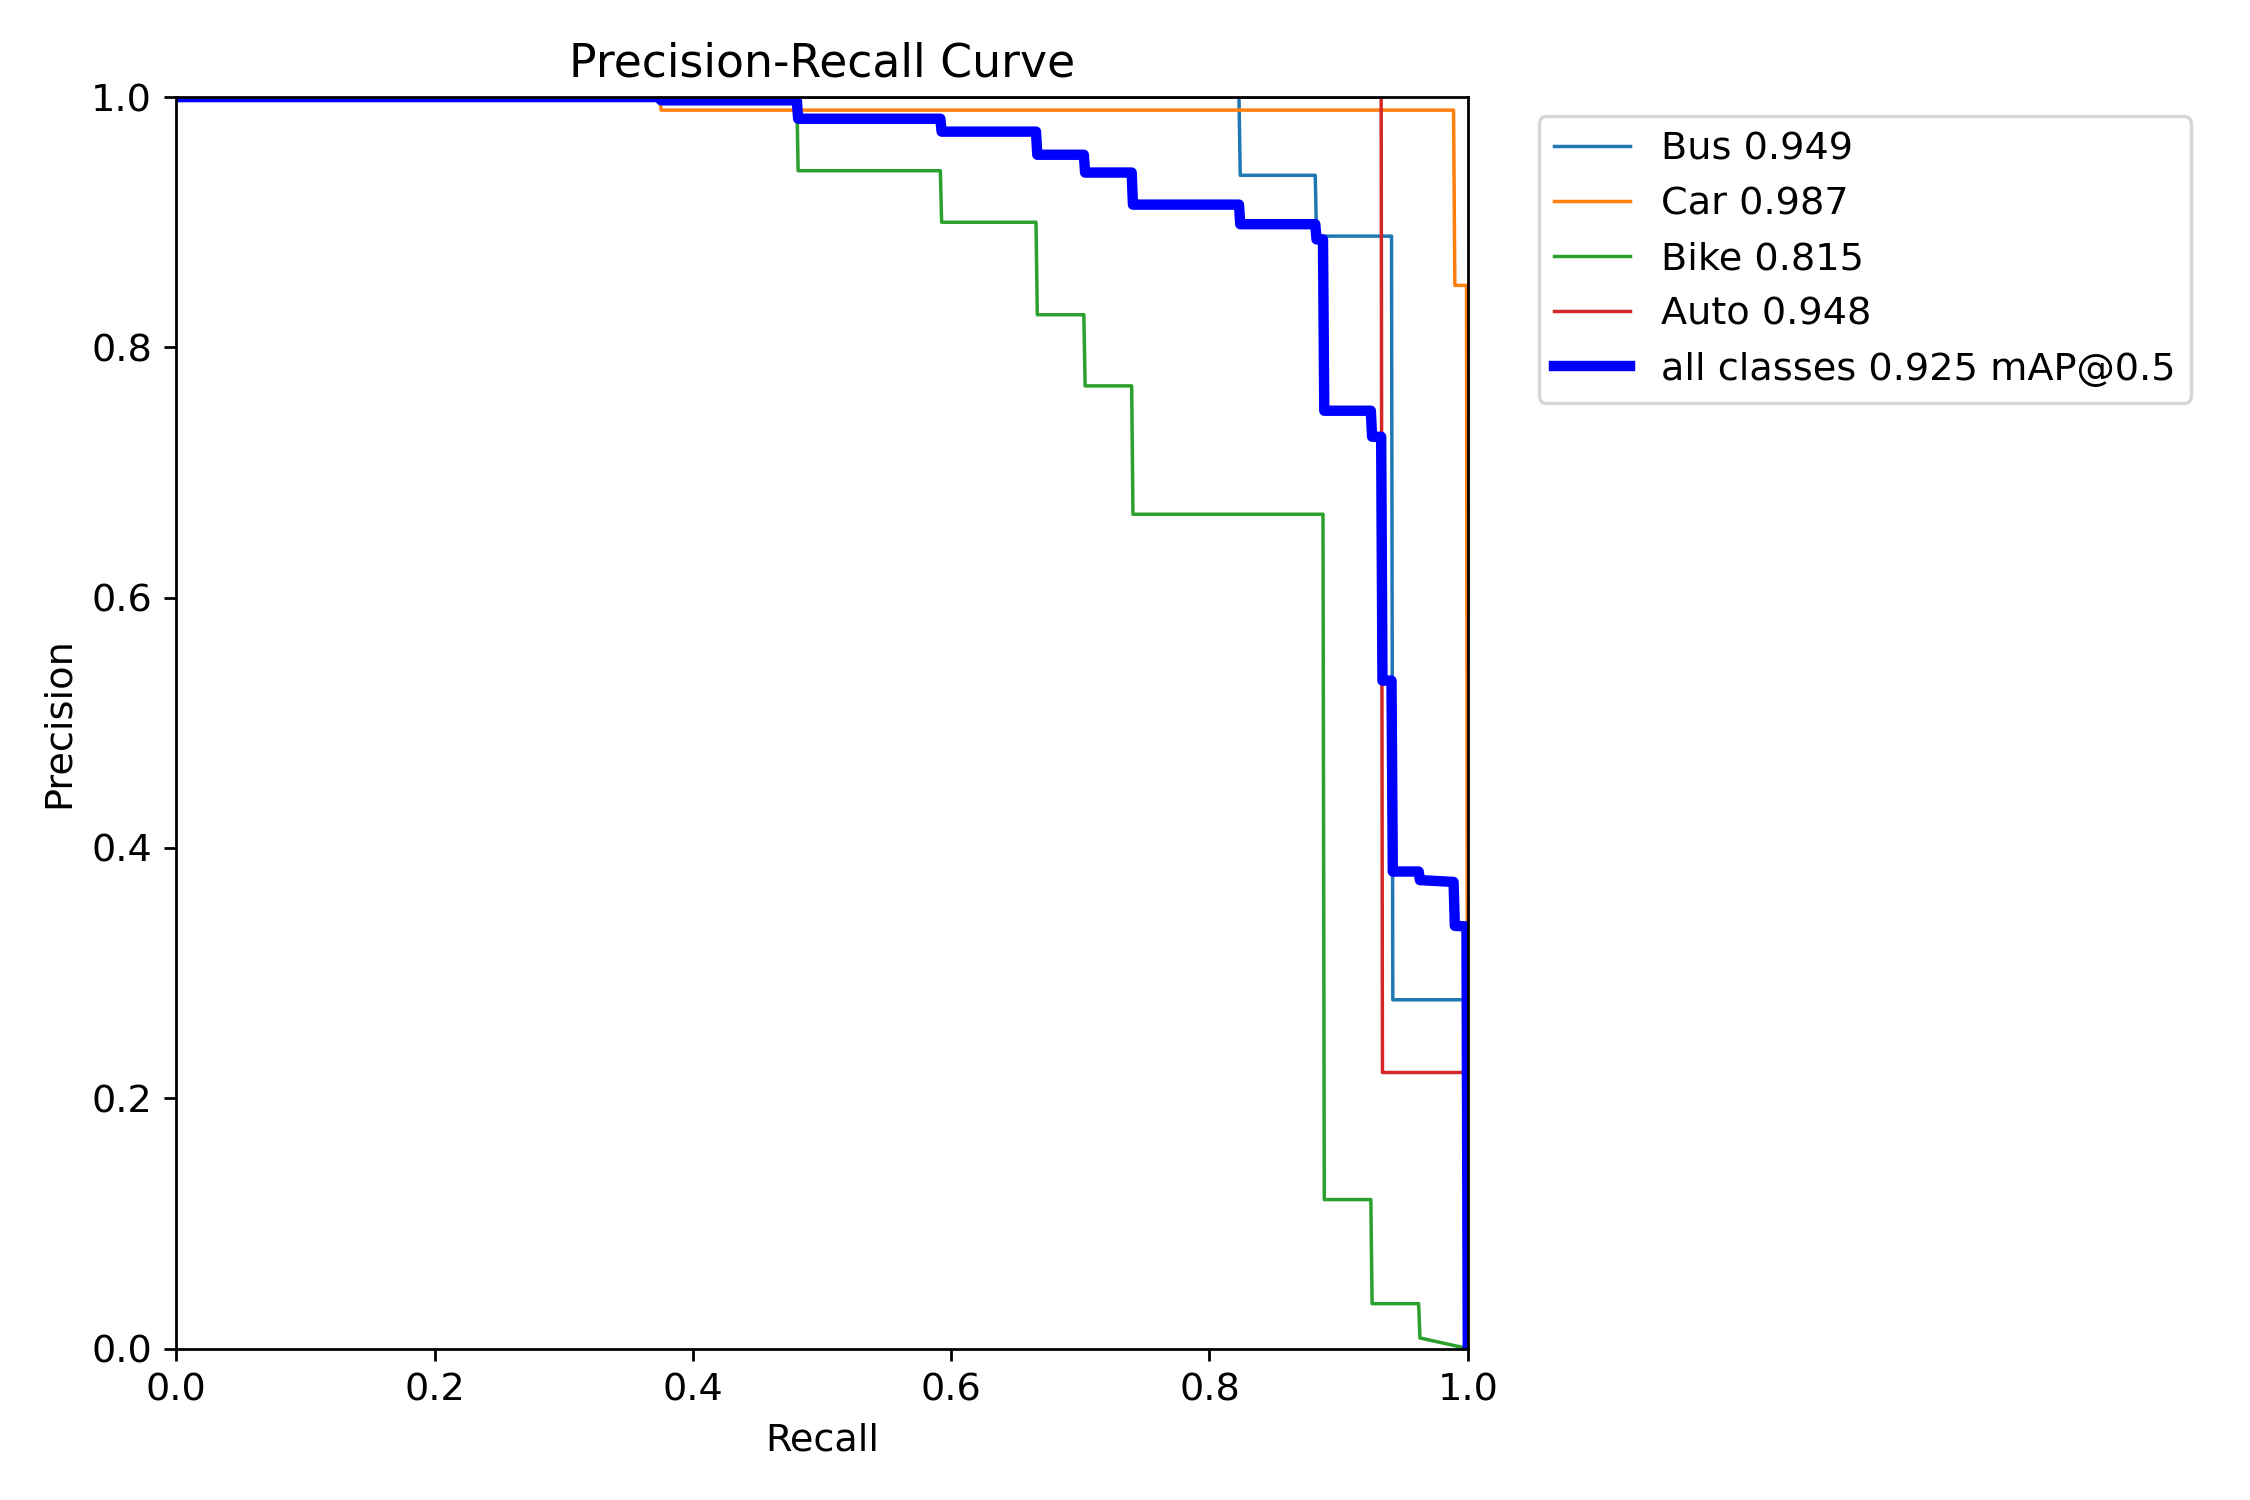 Precision-Recall Curve
1.0
0.8
0.6
0.4
0.2
0.0
Precision
0.0 0.2 0.4 0.6 0.8 1.0
Recall
Bus 0.949
Car 0.987
Bike 0.815
Auto 0.948
all classes 0.925 mAP@0.5